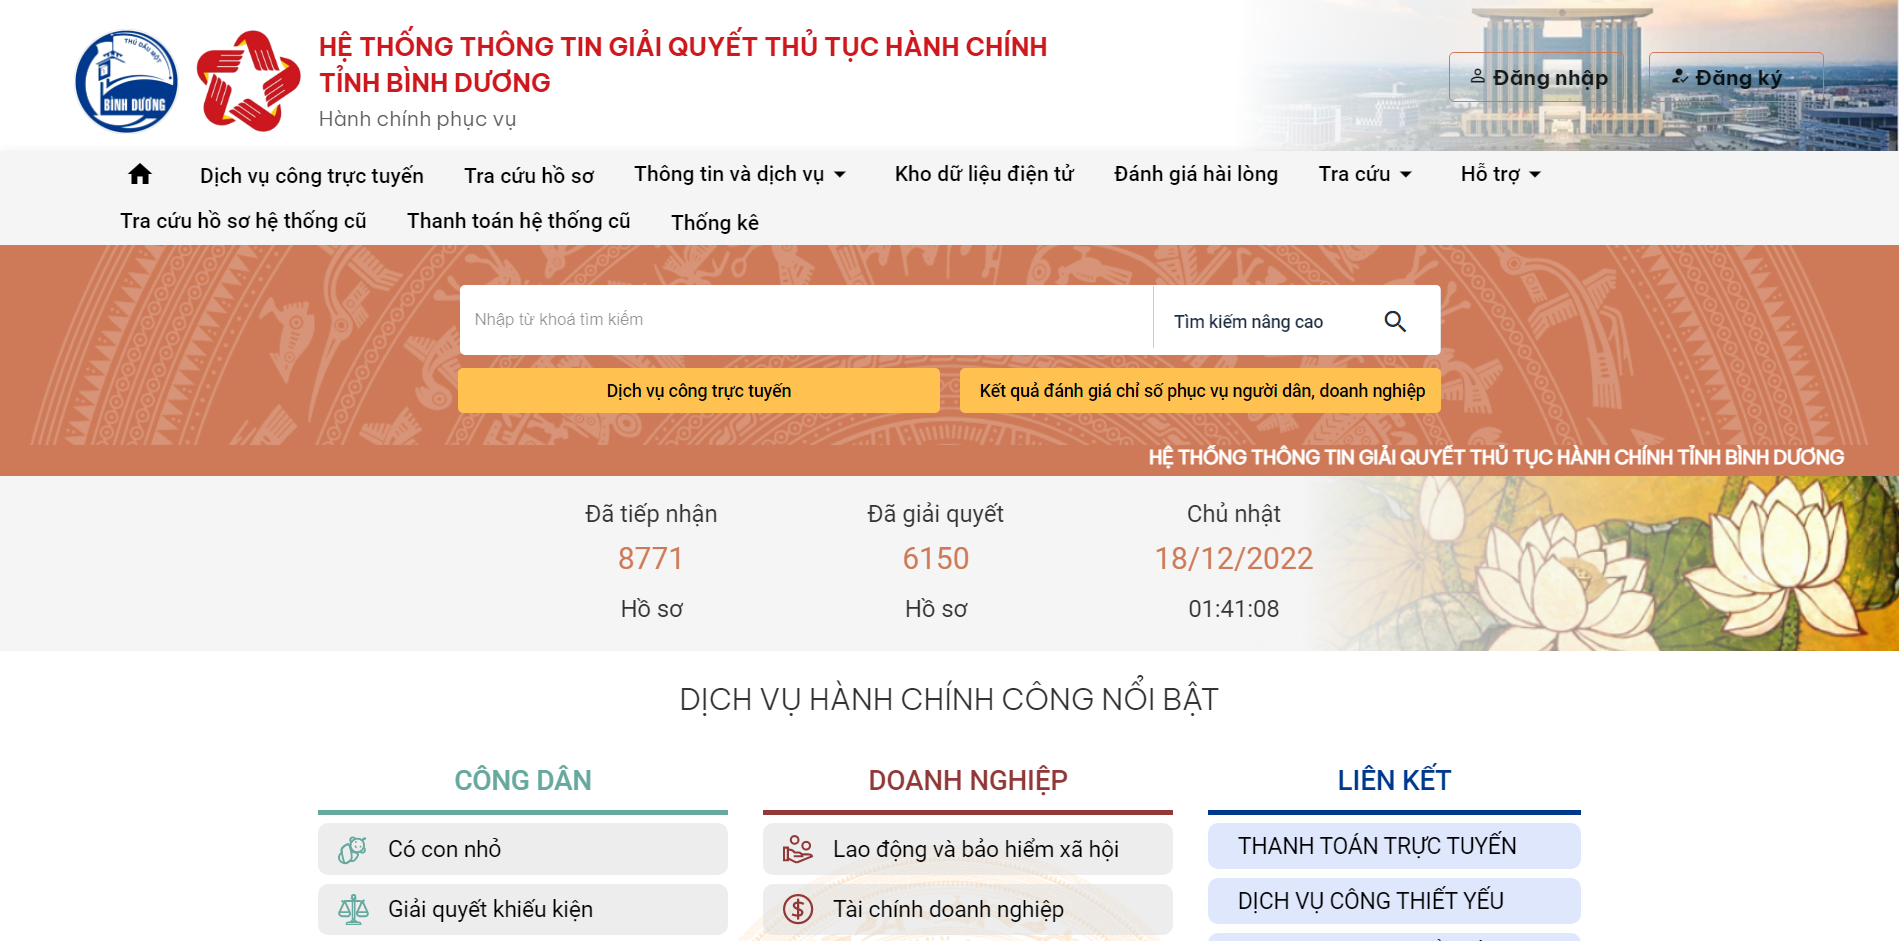 THỦ DẦU MỘT
BÌNH DƯƠNG
HỆ THỐNG THÔNG TIN GIẢI QUYẾT THỦ TỤC HÀNH CHÍNH
TỈNH BÌNH DƯƠNG
Hành chính phục vụ
Đăng nhập
Đăng ký
Dịch vụ công trực tuyến
Tra cứu hồ sơ
Thông tin và dịch vụ
Kho dữ liệu điện tử
Đánh giá hài lòng
Tra cứu
Hỗ trợ
Tra cứu hồ sơ hệ thống cũ
Thanh toán hệ thống cũ
Thống kê
Nhập từ khoá tìm kiếm
Tìm kiếm nâng cao
Dịch vụ công trực tuyến
Kết quả đánh giá chỉ số phục vụ người dân, doanh nghiệp
HỆ THỐNG THÔNG TIN GIẢI QUYẾT THỦ TỤC HÀNH CHÍNH TỈNH BÌNH DƯƠNG
Đã tiếp nhận
8771
Hồ sơ
Đã giải quyết
6150
Hồ sơ
Chủ nhật
18/12/2022
01:41:08
DỊCH VỤ HÀNH CHÍNH CÔNG NỔI BẬT
CÔNG DÂN
Có con nhỏ
Giải quyết khiếu kiện
DOANH NGHIỆP
Lao động và bảo hiểm xã hội
Tài chính doanh nghiệp
LIÊN KẾT
THANH TOÁN TRỰC TUYẾN
DỊCH VỤ CÔNG THIẾT YẾU